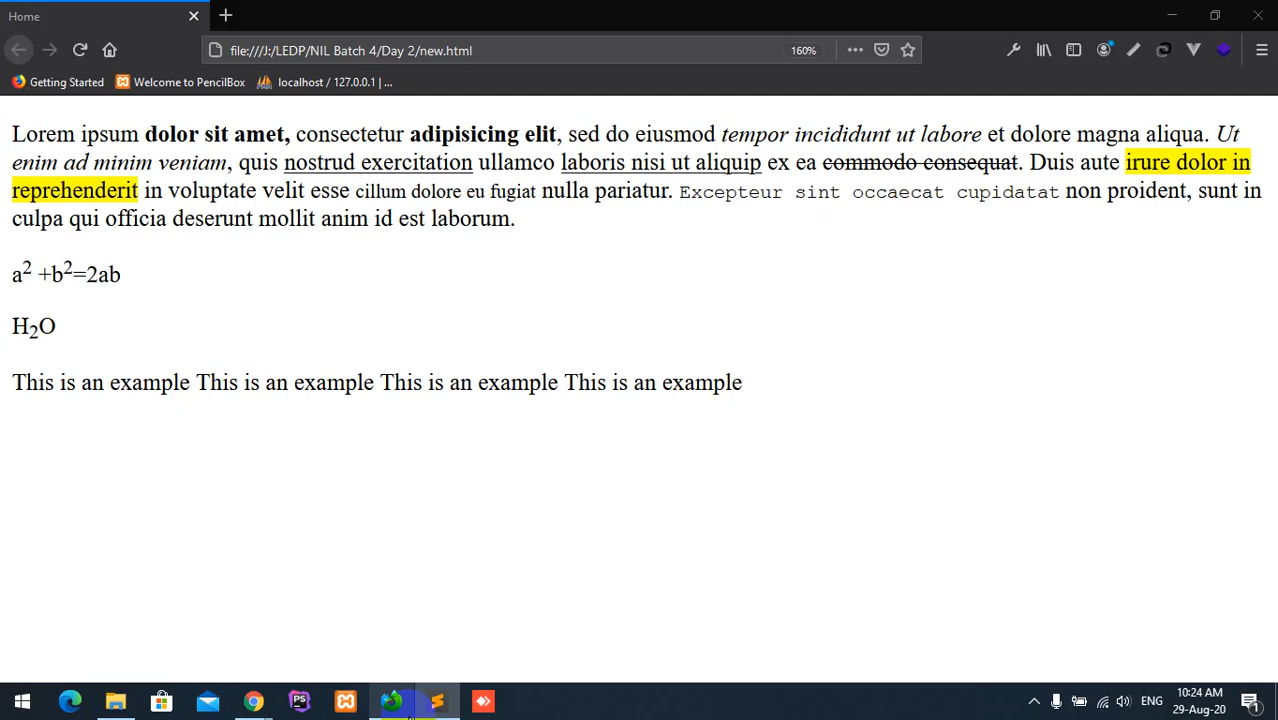 Home
file:///J:/LEDP/NIL Batch 4/Day 2/new.html 160%
Getting Started Welcome to PencilBox localhost / 127.0.0.1 | ...
Lorem ipsum dolor sit amet, consectetur adipisicing elit, sed do eiusmod tempor incididunt ut labore et dolore magna aliqua. Ut
enim ad minim veniam, quis nostrud exercitation ullamco laboris nisi ut aliquip ex ea commodo consequat. Duis aute irure dolor in
reprehenderit in voluptate velit esse cillum dolore eu fugiat nulla pariatur. Excepteur sint occaecat cupidatat non proident, sunt in
culpa qui officia deserunt mollit anim id est laborum.
a² +b²=2ab
H₂O
This is an example This is an example This is an example This is an example
PS
ENG
10:24 AM
29-Aug-20
1